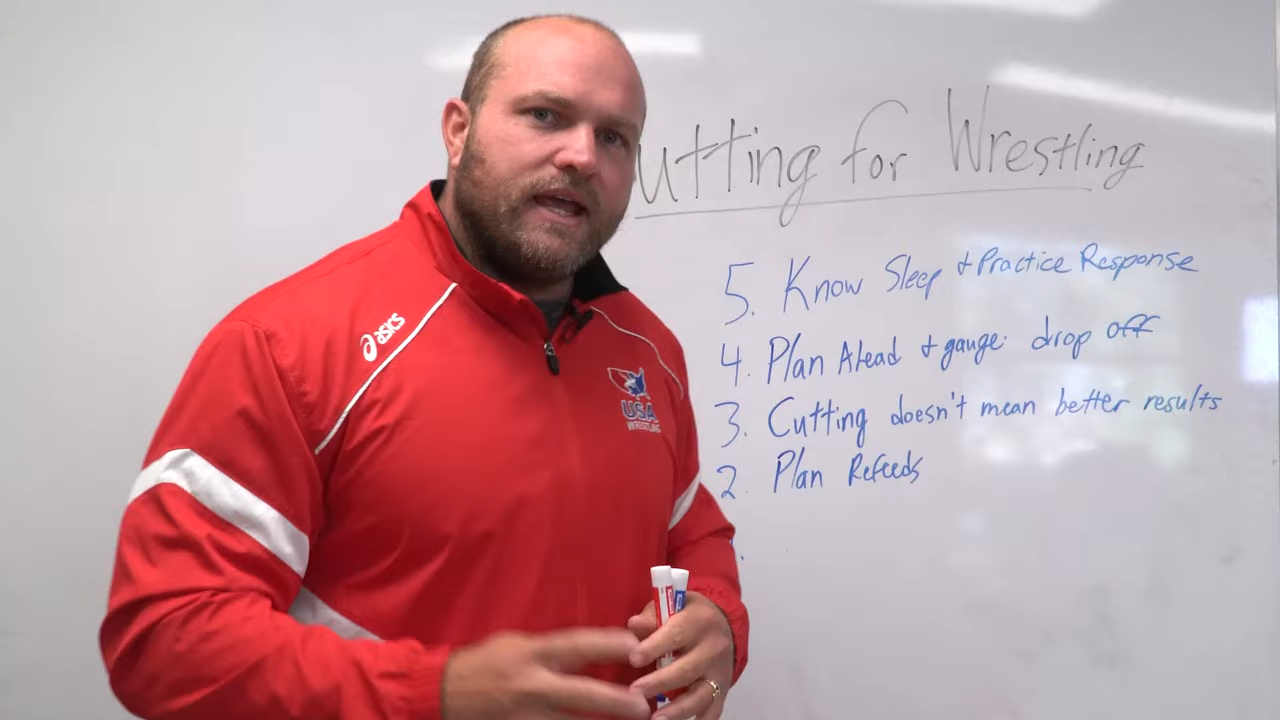 utting for Wrestling
5. Know Sleep + Practice Response
4. Plan Ahead + gauge drop off
3. Cutting doesn't mean better results
2. Plan Refeeds
asics
USA
WRESTLING